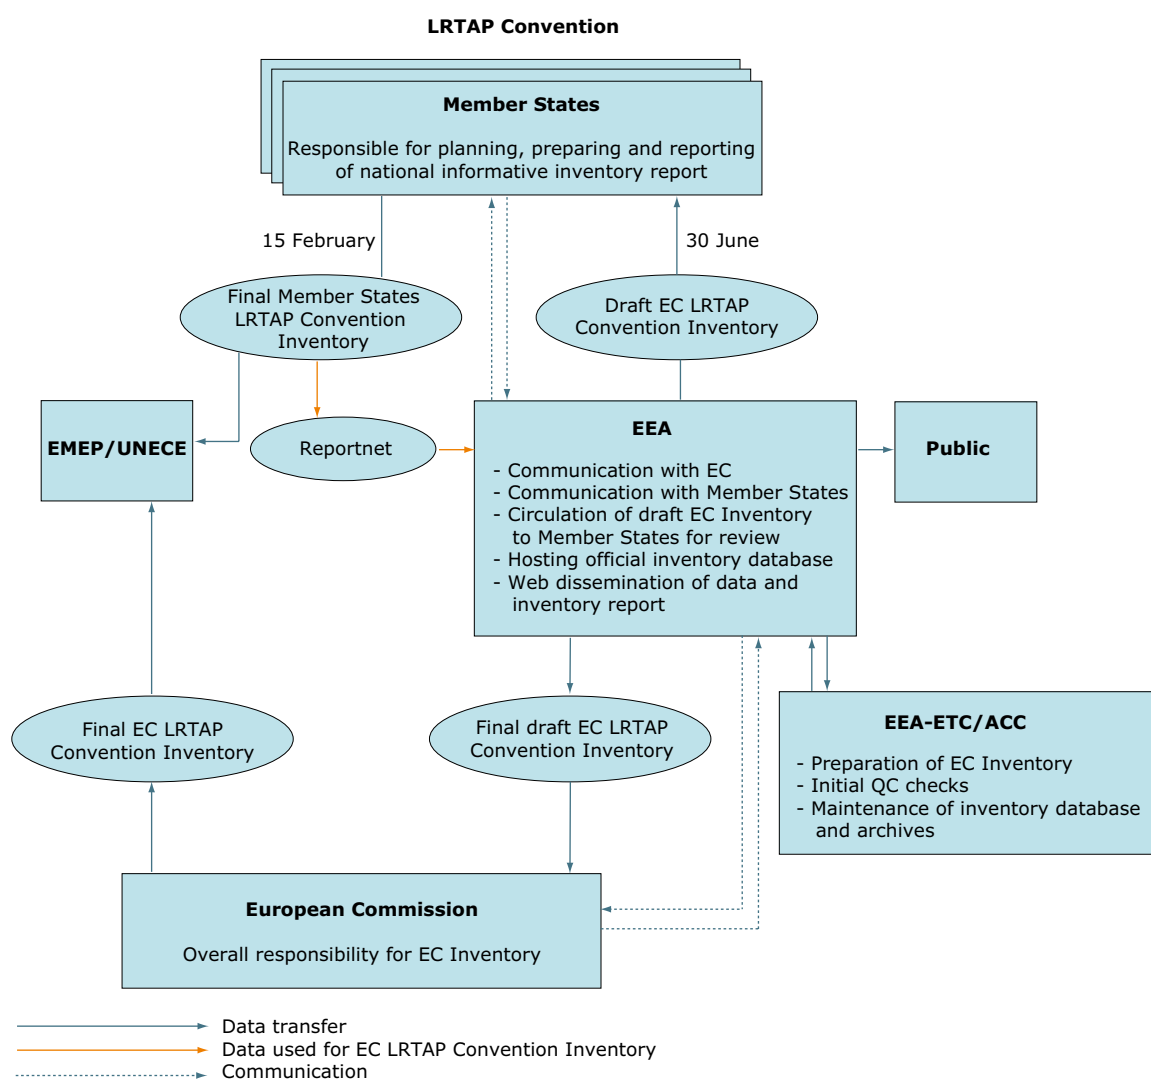 LRTAP Convention
Member States
Responsible for planning, preparing and reporting
of national informative inventory report
15 February
30 June
Final Member States
LRTAP Convention
Inventory
Draft EC LRTAP
Convention Inventory
EMEP/UNECE
Reportnet
EEA
- Communication with EC
- Communication with Member States
- Circulation of draft EC Inventory
to Member States for review
- Hosting official inventory database
- Web dissemination of data and
inventory report
Public
Final EC LRTAP
Convention Inventory
Final draft EC LRTAP
Convention Inventory
EEA-ETC/ACC
- Preparation of EC Inventory
- Initial QC checks
- Maintenance of inventory database
and archives
European Commission
Overall responsibility for EC Inventory
Data transfer
Data used for EC LRTAP Convention Inventory
Communication